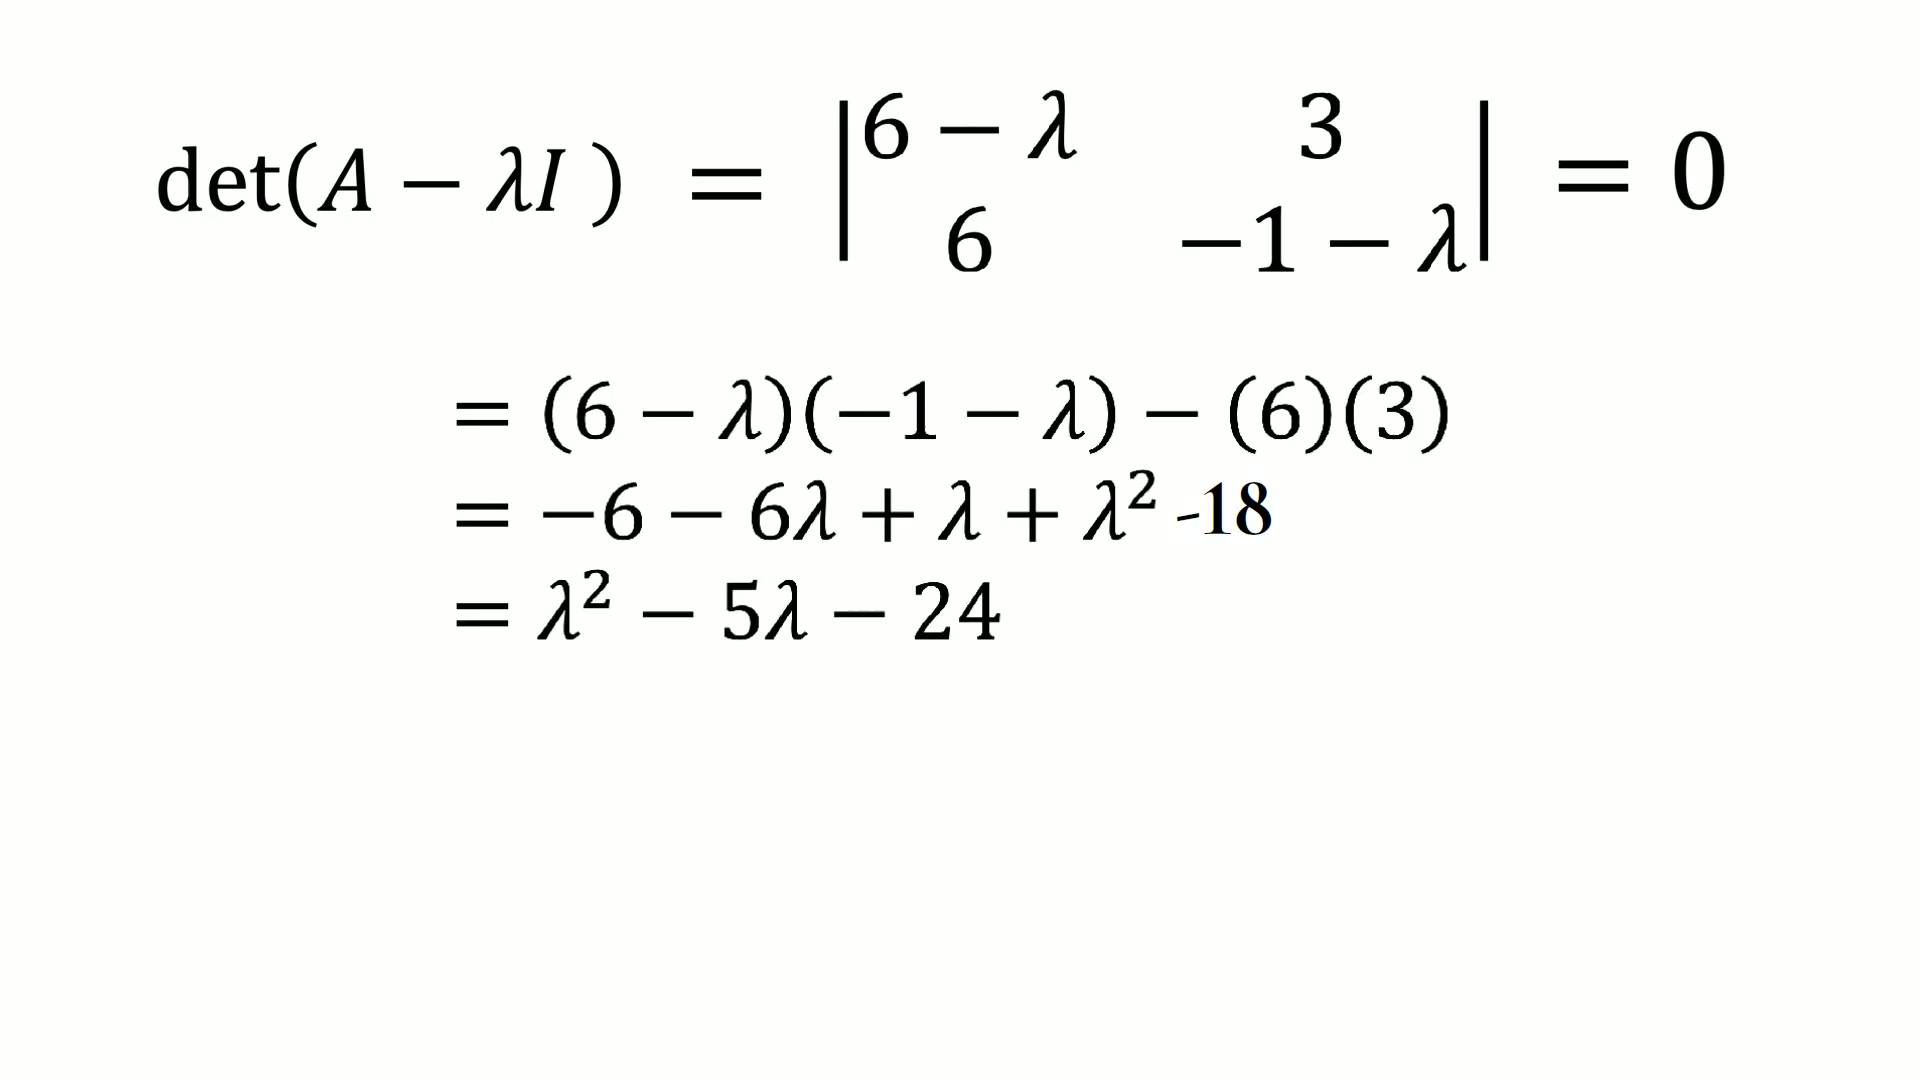 det(𝐴 − 𝜆𝐼 ) = |6 − 𝜆 3| = 0
|6 −1 − 𝜆|
= (6 − 𝜆)(−1 − 𝜆) − (6)(3)
= −6 − 6𝜆 + 𝜆 + 𝜆² -18
= 𝜆² − 5𝜆 − 24